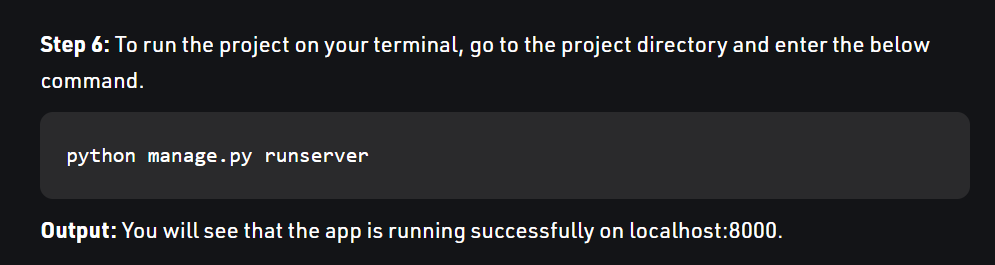 Step 6: To run the project on your terminal, go to the project directory and enter the below
command.
python manage.py runserver
Output: You will see that the app is running successfully on localhost:8000.